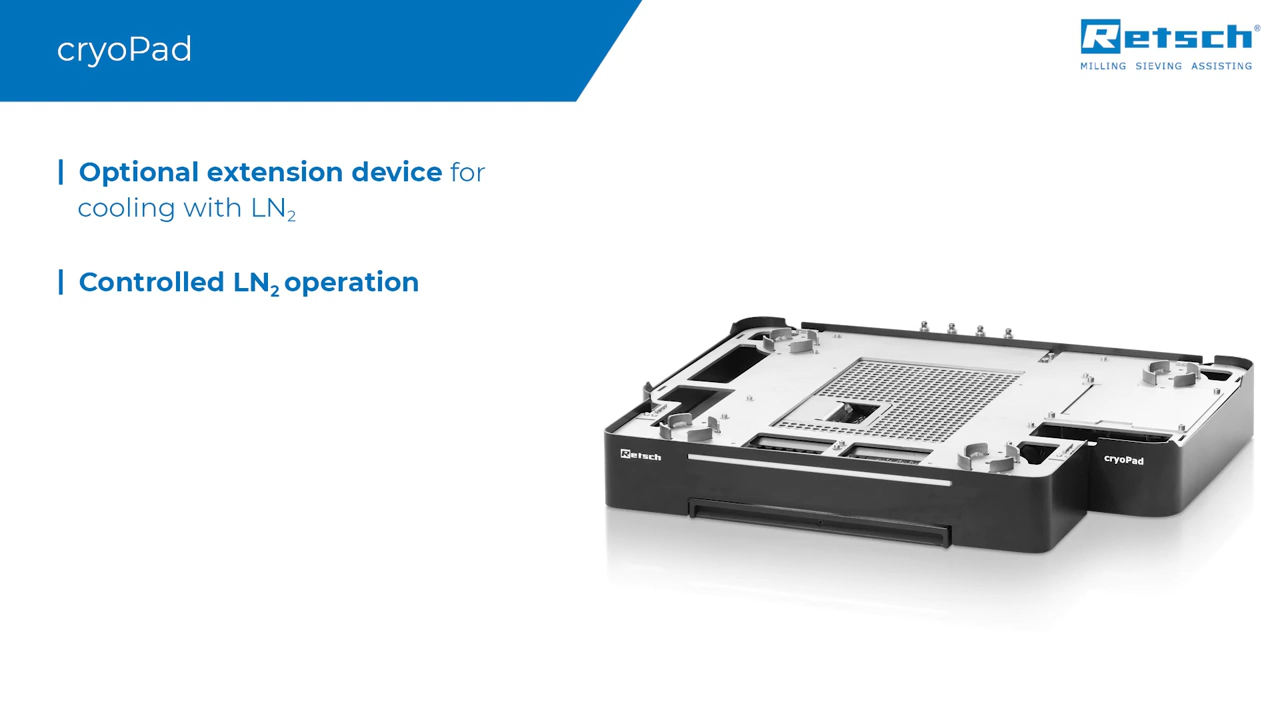 cryoPad
Retsch®
MILLING SIEVING ASSISTING
Optional extension device for
cooling with LN₂
Controlled LN₂ operation
Retsch
cryoPad